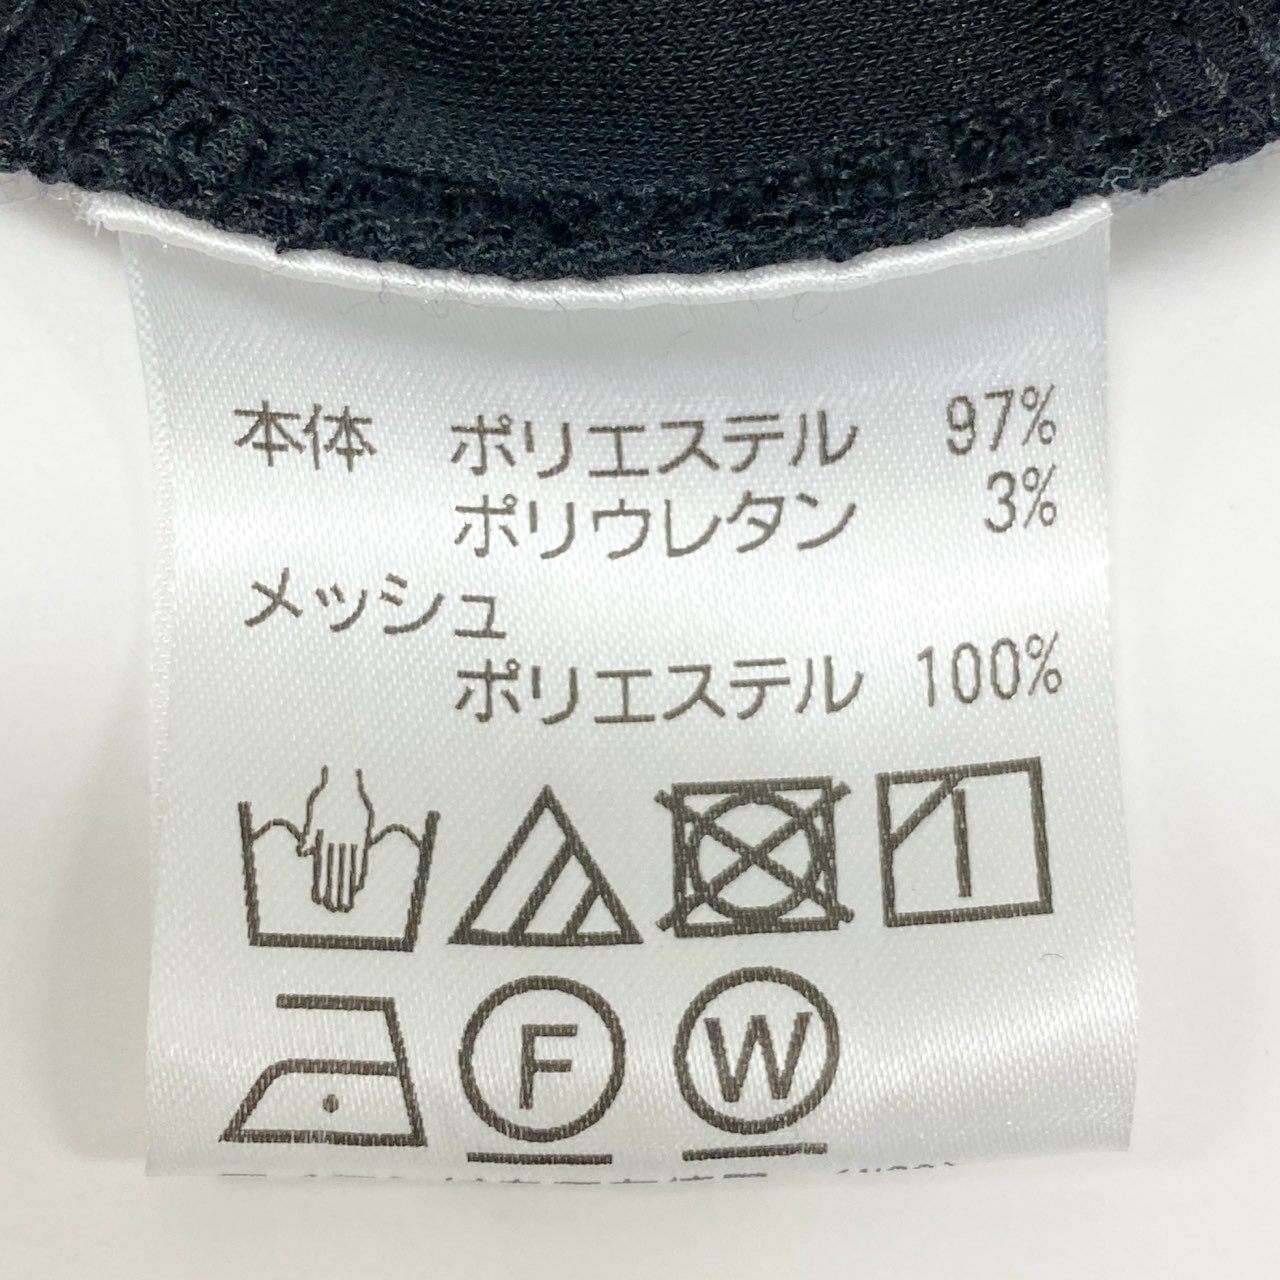 本体 ポリエステル 97%
ポリウレタン 3%
メッシュ
ポリエステル 100%
F W